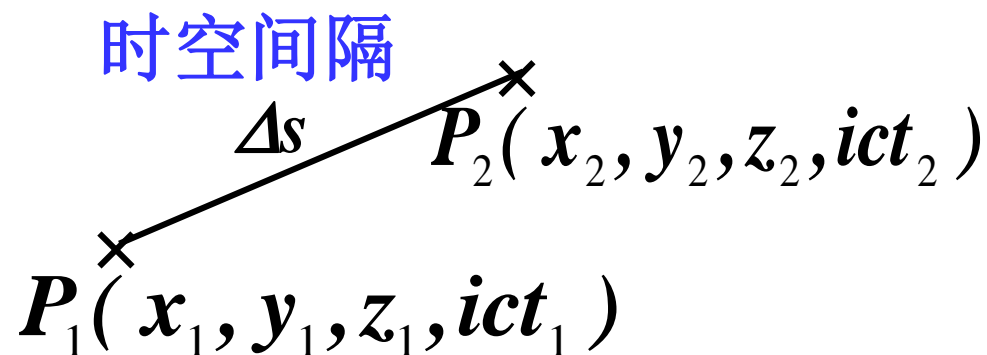 时空间隔
Δs
P₂( x₂, y₂, z₂, ict₂ )
P₁( x₁, y₁, z₁, ict₁ )